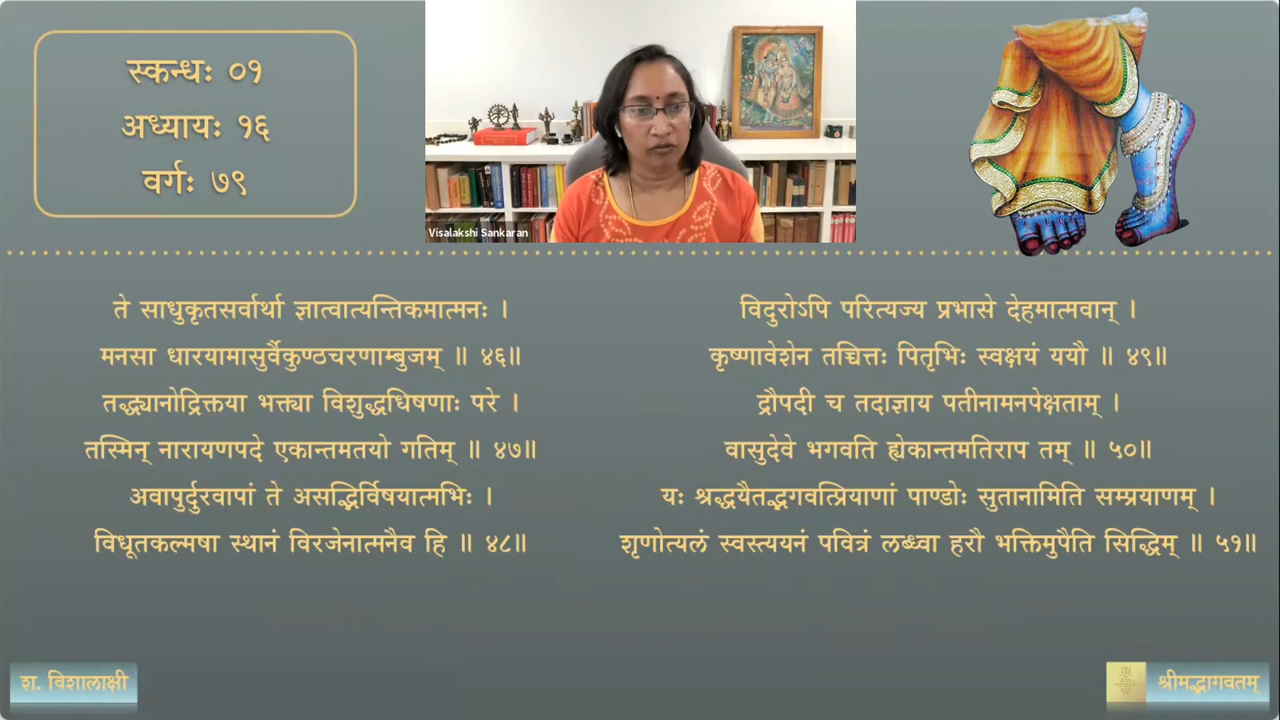 स्कन्धः ०१
अध्यायः १६
वर्गः ७९
Visalakshi Sankaran
ते साधुकृतसर्वार्था ज्ञात्वात्यन्तिकमात्मनः ।
मनसा धारयामासुर्वैकुण्ठचरणाम्बुजम् ॥ ४६॥
तद्ध्यानोद्रिक्तया भक्त्या विशुद्धधिषणाः परे ।
तस्मिन् नारायणपदे एकान्तमतयो गतिम् ॥ ४७॥
अवापुर्दुरवापां ते असद्भिर्विषयात्मभिः ।
विधूतकल्मषा स्थानं विरजेनात्मनैव हि ॥ ४८॥
विदुरोऽपि परित्यज्य प्रभासे देहमात्मवान् ।
कृष्णावेशेन तच्चित्तः पितृभिः स्वक्षयं ययौ ॥ ४९॥
द्रौपदी च तदाज्ञाय पतीनामनपेक्षताम् ।
वासुदेवे भगवति ह्येकान्तमतिराप तम् ॥ ५०॥
यः श्रद्धयैतद्भगवत्प्रियाणां पाण्डोः सुतानामिति सम्प्रयाणम् ।
शृणोत्यलं स्वस्त्ययनं पवित्रं लब्ध्वा हरौ भक्तिमुपैति सिद्धिम् ॥ ५१॥
श. विशालाक्षी
श्रीमद्भागवतम्